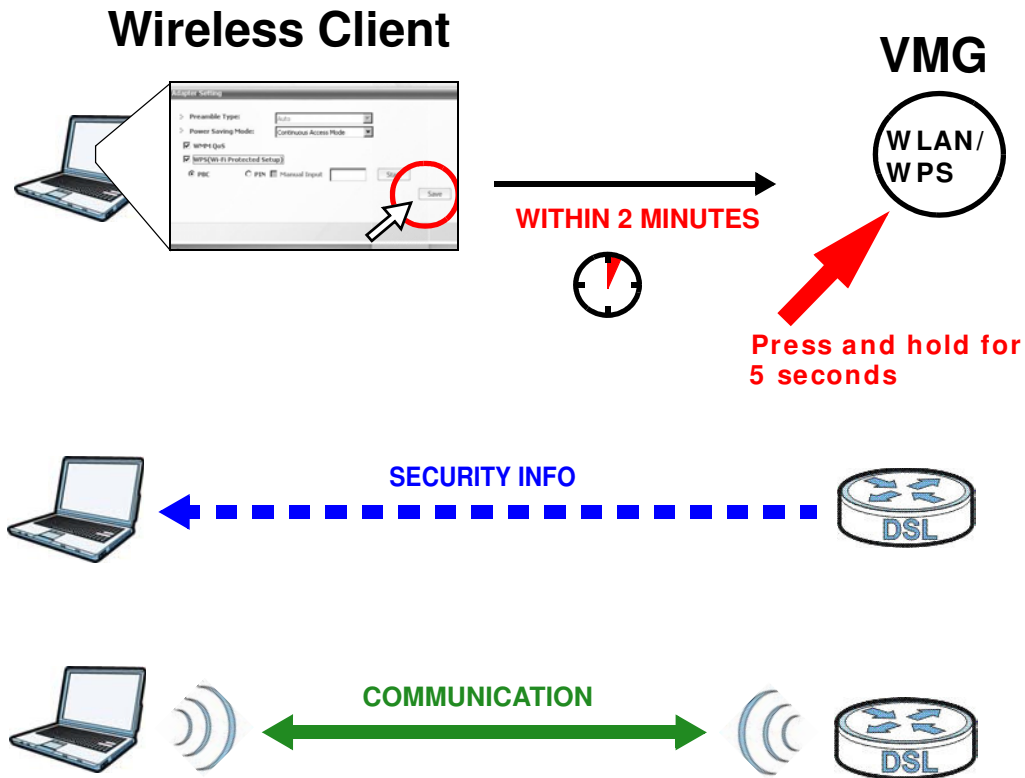 Wireless Client
VMG
Adapter Setting
> Preamble Type: Auto
> Power Saving Mode: Continuous Access Mode
WMM QoS
WPS(Wi-Fi Protected Setup)
PBC PIN Manual Input
Save
WLAN/
WPS
WITHIN 2 MINUTES
Press and hold for
5 seconds
SECURITY INFO
DSL
COMMUNICATION
DSL